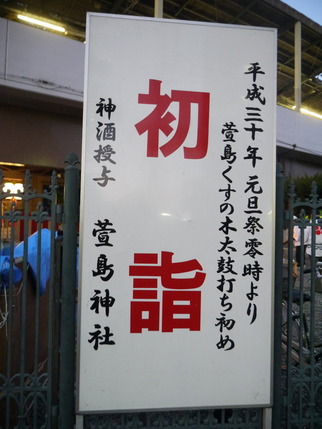 平成三十年 元旦祭零時より
萱島くすの木太鼓打ち初め
初詣
神酒授与 萱島神社